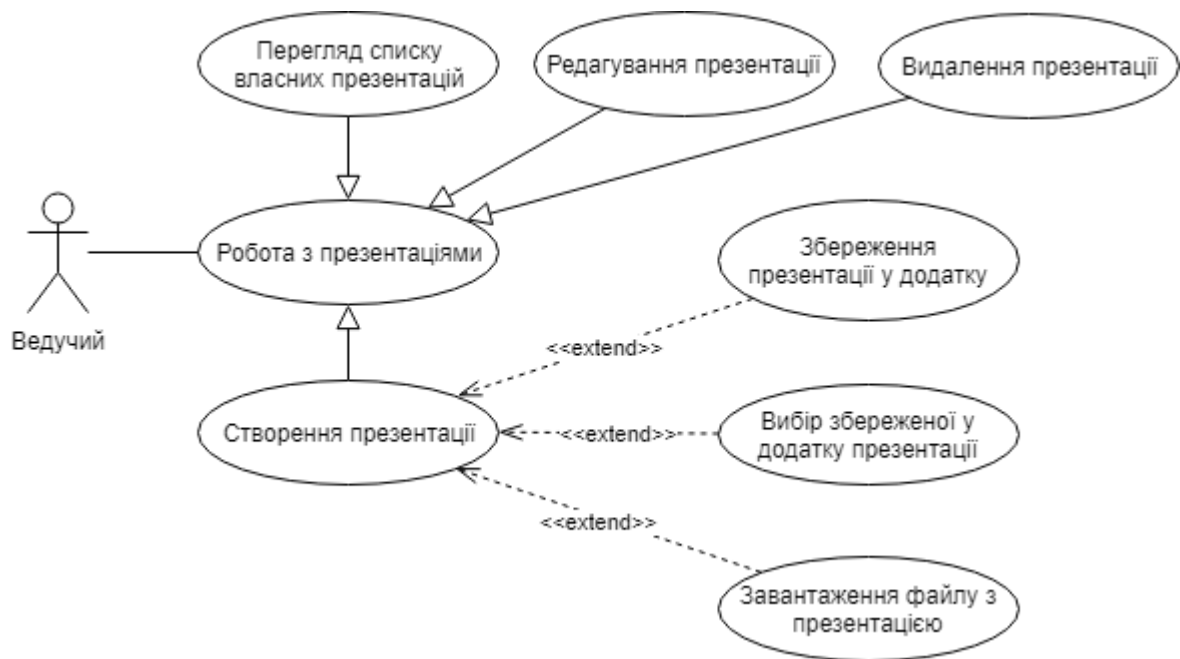 Перегляд списку
власних презентацій
Редагування презентації
Видалення презентації
Робота з презентаціями
Ведучий
Збереження
презентації у додатку
<<extend>>
Створення презентації
<<extend>>
Вибір збереженої у
додатку презентації
<<extend>>
Завантаження файлу з
презентацією